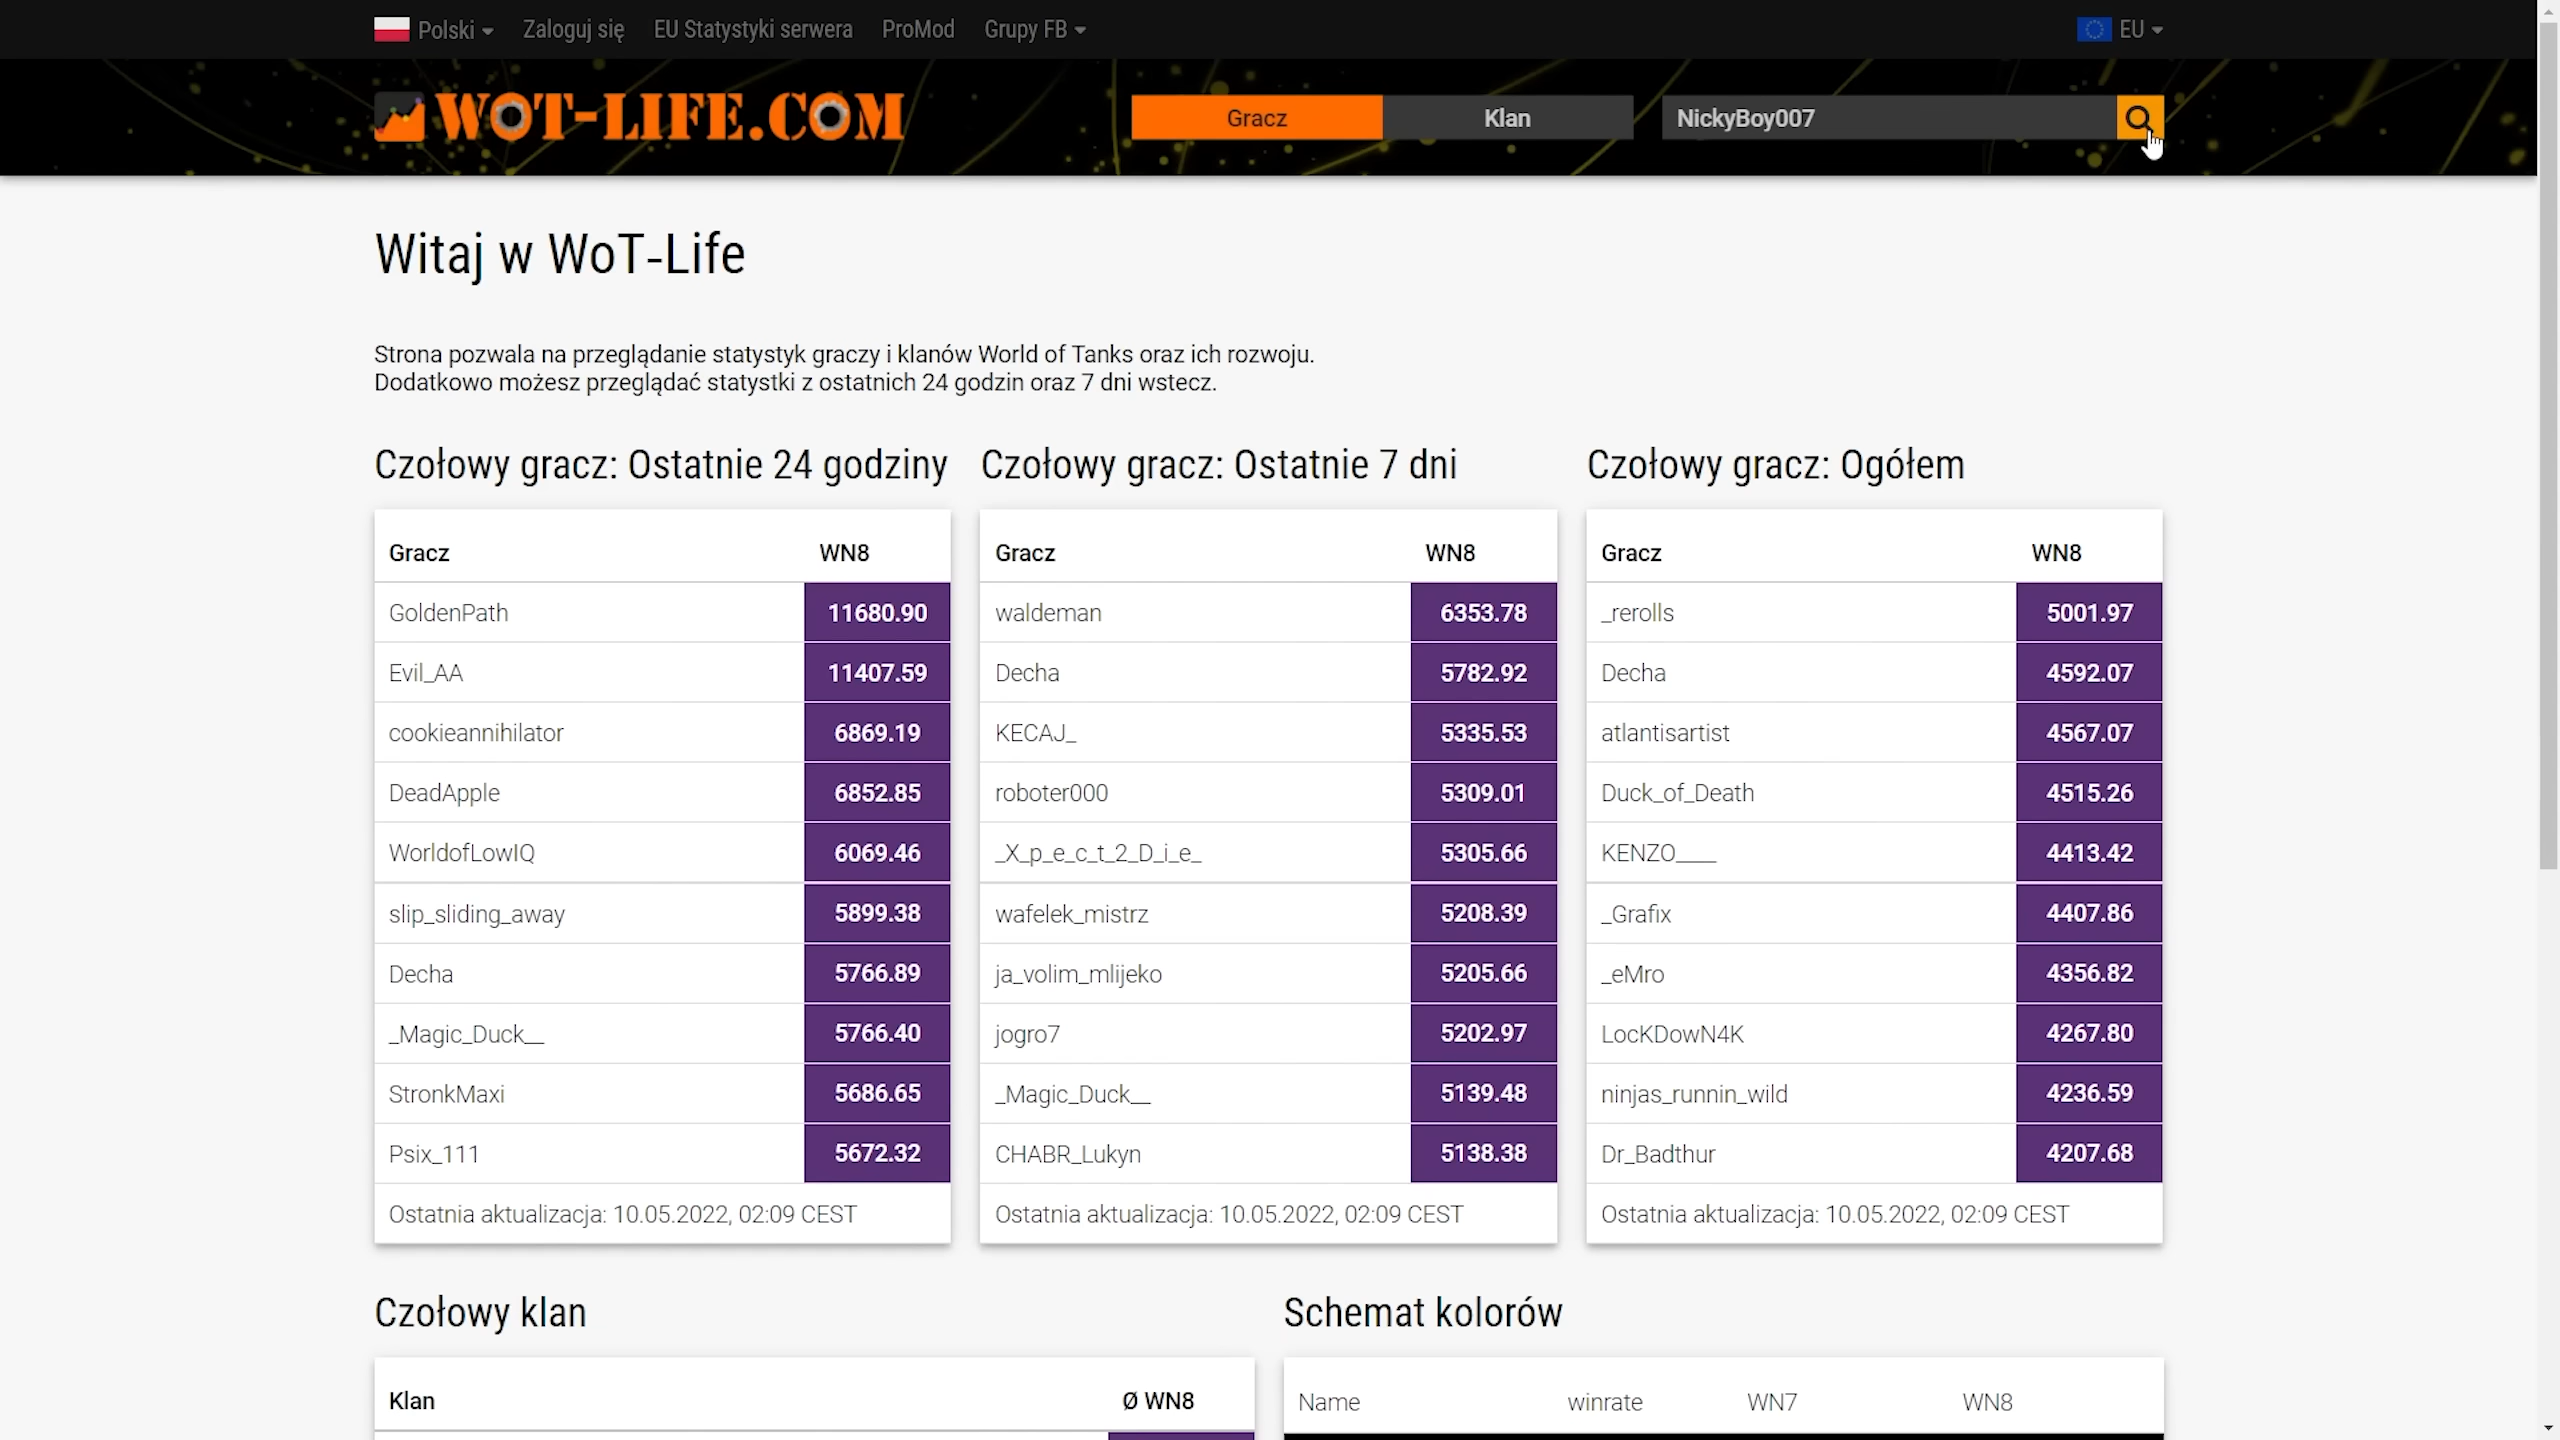 Polski
Zaloguj się
EU Statystyki serwera
ProMod
Grupy FB
EU
WOT-LIFE.COM
Gracz
Klan
NickyBoy007
Witaj w WoT-Life
Strona pozwala na przeglądanie statystyk graczy i klanów World of Tanks oraz ich rozwoju.
Dodatkowo możesz przeglądać statystki z ostatnich 24 godzin oraz 7 dni wstecz.
Czołowy gracz: Ostatnie 24 godziny
Gracz WN8
GoldenPath 11680.90
Evil_AA 11407.59
cookieannihilator 6869.19
DeadApple 6852.85
WorldofLowIQ 6069.46
slip_sliding_away 5899.38
Decha 5766.89
_Magic_Duck__ 5766.40
StronkMaxi 5686.65
Psix_111 5672.32
Ostatnia aktualizacja: 10.05.2022, 02:09 CEST
Czołowy gracz: Ostatnie 7 dni
Gracz WN8
waldeman 6353.78
Decha 5782.92
KECAJ_ 5335.53
roboter000 5309.01
_X_p_e_c_t_2_D_i_e_ 5305.66
wafelek_mistrz 5208.39
ja_volim_mlijeko 5205.66
jogro7 5202.97
_Magic_Duck__ 5139.48
CHABR_Lukyn 5138.38
Ostatnia aktualizacja: 10.05.2022, 02:09 CEST
Czołowy gracz: Ogółem
Gracz WN8
_rerolls 5001.97
Decha 4592.07
atlantisartist 4567.07
Duck_of_Death 4515.26
KENZO____ 4413.42
_Grafix 4407.86
_eMro 4356.82
LocKDowN4K 4267.80
ninjas_runnin_wild 4236.59
Dr_Badthur 4207.68
Ostatnia aktualizacja: 10.05.2022, 02:09 CEST
Czołowy klan
Klan Ø WN8
Schemat kolorów
Name winrate WN7 WN8